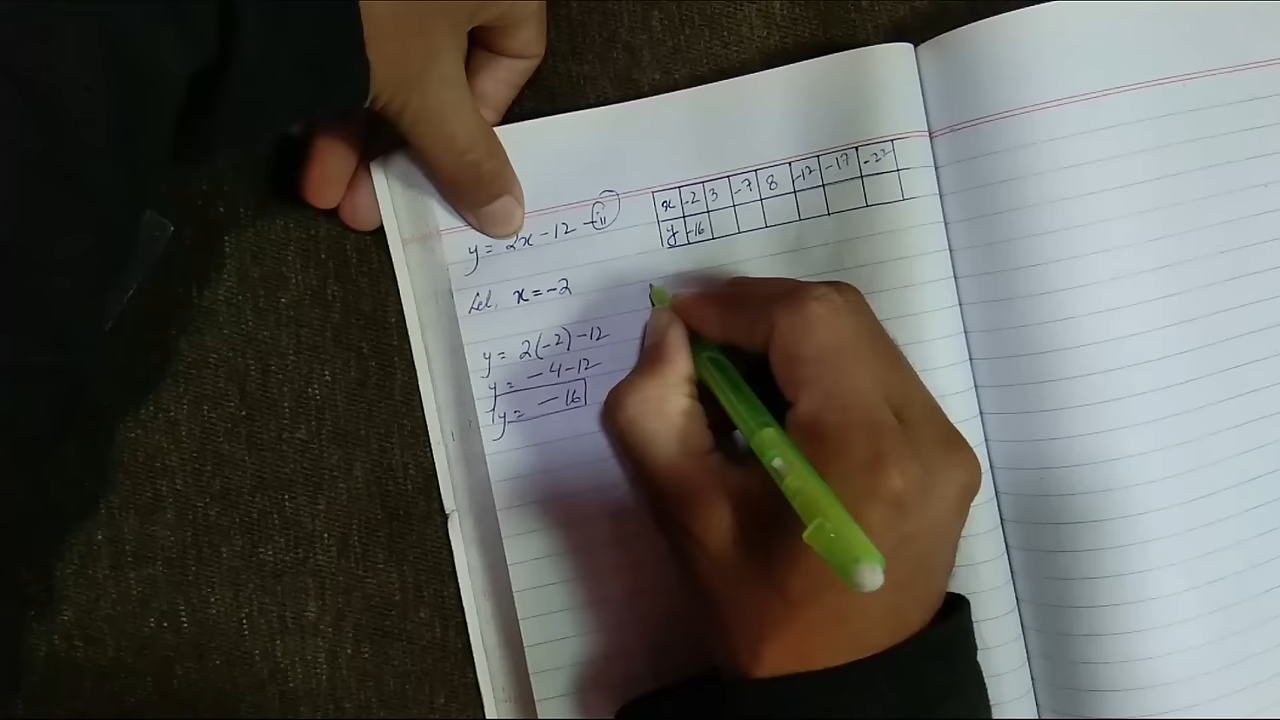 y = 2x - 12 - (ii)
x -2 3 -7 8 -12 -17 -22
y -16
Let, x = -2
y = 2(-2) - 12
y = -4 - 12
y = -16